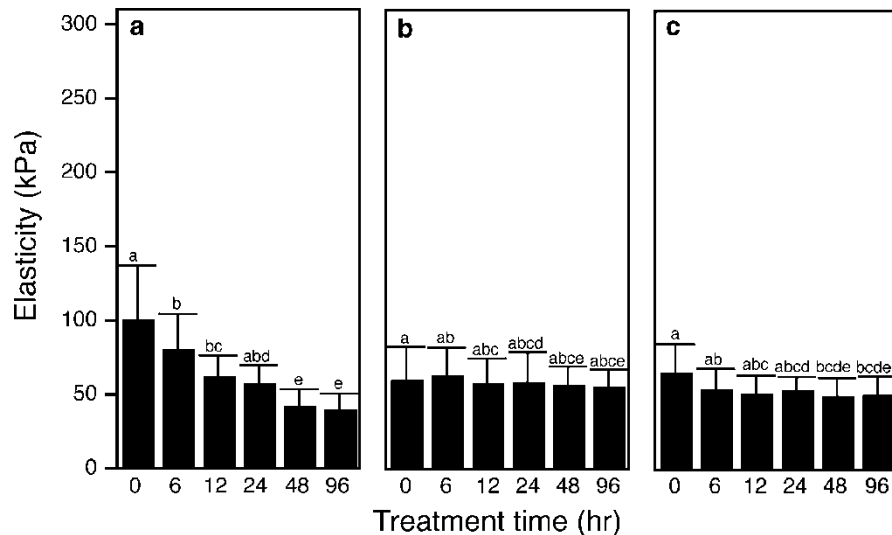 a
b
c
Elasticity (kPa)
300
250
200
150
100
50
0
a
b
bc
abd
e
e
a
ab
abc
abcd
abce
abce
a
ab
abc
abcd
bcde
bcde
0 6 12 24 48 96
0 6 12 24 48 96
0 6 12 24 48 96
Treatment time (hr)